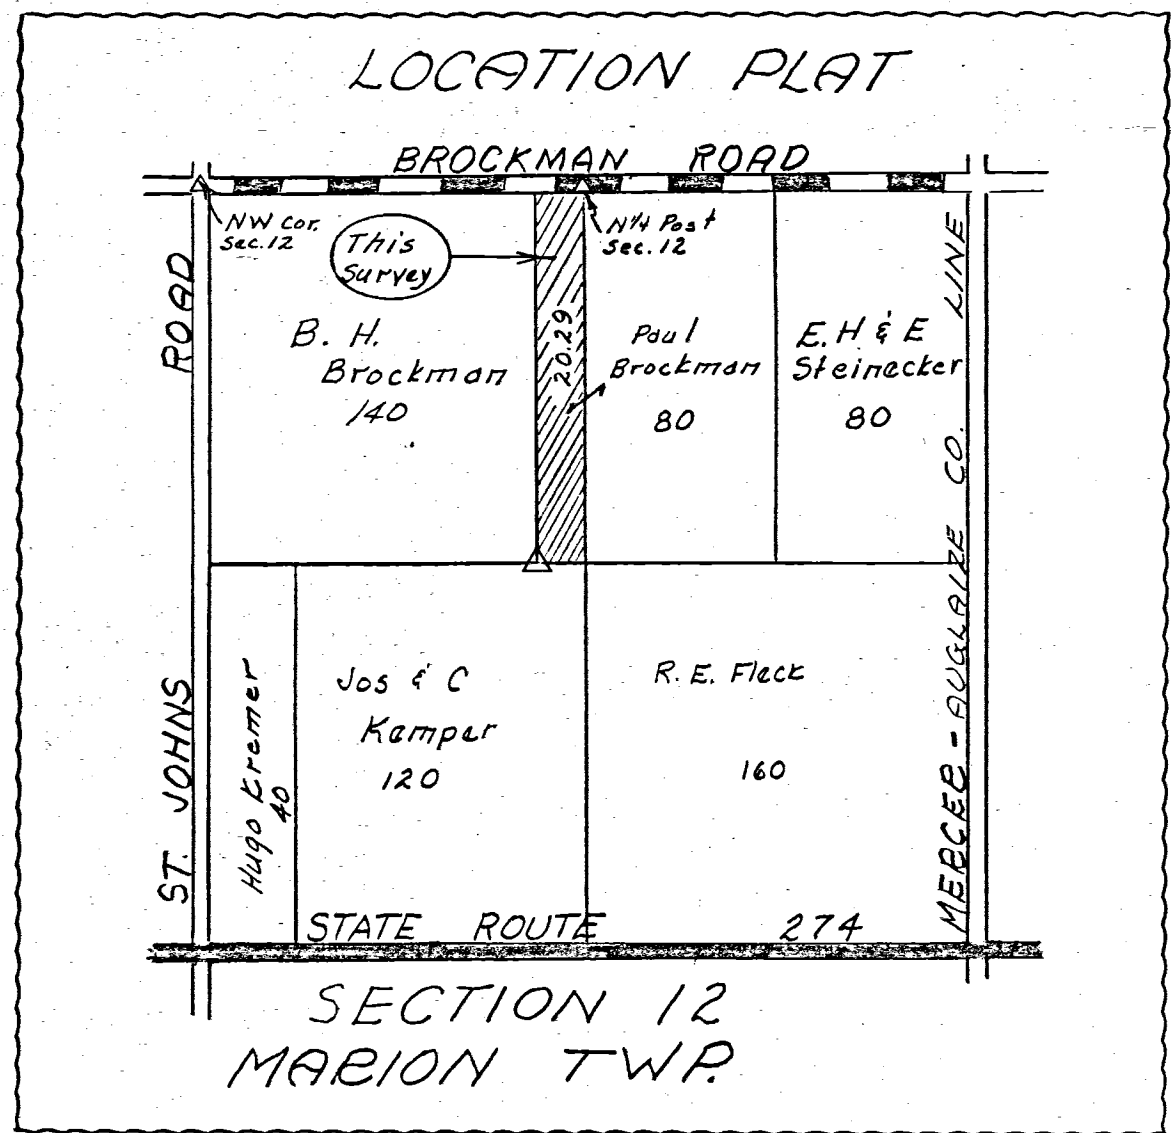 LOCATION PLAT
BROCKMAN ROAD
NW Cor.
Sec. 12
This
Survey
N 1/4 Post
Sec. 12
ST. JOHNS ROAD
B. H.
Brockman
140
20.29
Paul
Brockman
80
E. H & E
Steinecker
80
MERCER - AUGLAIZE CO. LINE
Hugo Kremer
40
Jos & C
Kemper
120
R. E. Fleck
160
STATE ROUTE 274
SECTION 12
MARION TWP.